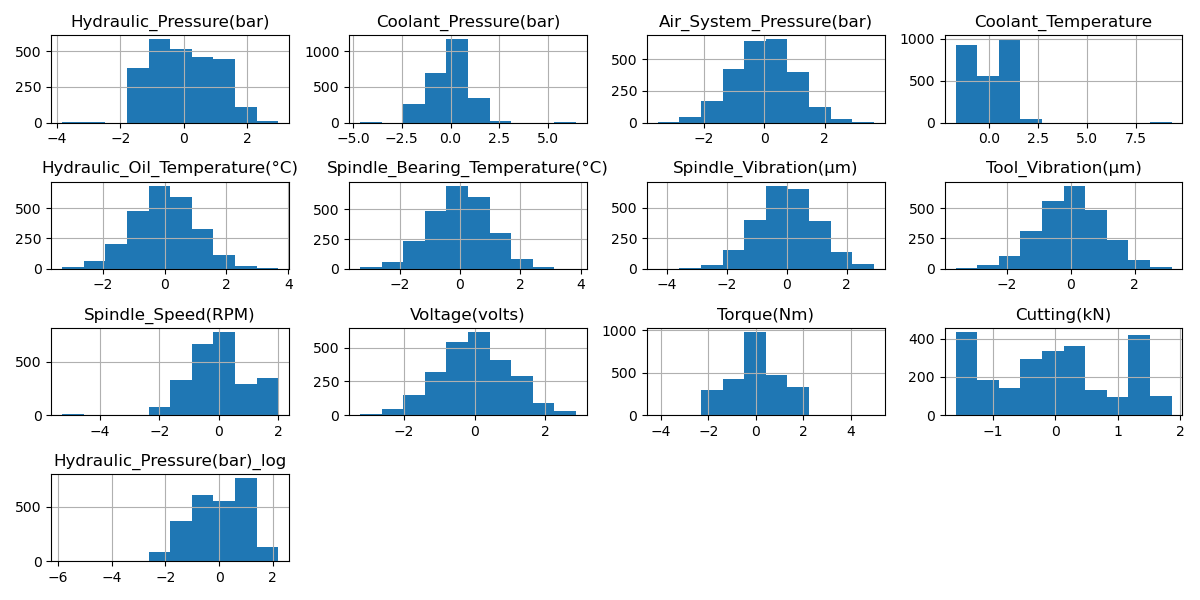 Hydraulic_Pressure(bar) Coolant_Pressure(bar) Air_System_Pressure(bar) Coolant_Temperature
500 250 0 1000 500 0 500 250 0 1000 500 0
−4 −2 0 2 −5.0 −2.5 0.0 2.5 5.0 −2 0 2 0.0 2.5 5.0 7.5
Hydraulic_Oil_Temperature(°C) Spindle_Bearing_Temperature(°C) Spindle_Vibration(μm) Tool_Vibration(μm)
500 250 0 500 250 0 500 250 0 500 250 0
−2 0 2 4 −2 0 2 4 −4 −2 0 2 −2 0 2
Spindle_Speed(RPM) Voltage(volts) Torque(Nm) Cutting(kN)
500 0 500 250 0 1000 500 0 400 200 0
−4 −2 0 2 −2 0 2 −4 −2 0 2 4 −1 0 1 2
Hydraulic_Pressure(bar)_log
500 0
−6 −4 −2 0 2